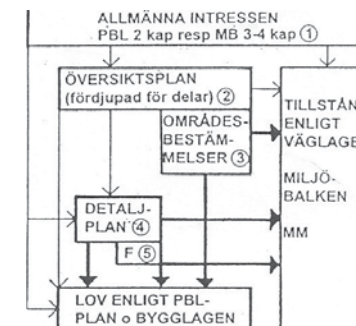 ALLMÄNNA INTRESSEN
PBL 2 kap resp MB 3-4 kap ①
ÖVERSIKTSPLAN
(fördjupad för delar) ②
OMRÅDES-
BESTÄM-
MELSER ③
TILLSTÅN
ENLIGT
VÄGLAGE
MILJÖ-
BALKEN
MM
DETALJ-
PLAN ④
F ⑤
LOV ENLIGT PBL-
PLAN o BYGGLAGEN